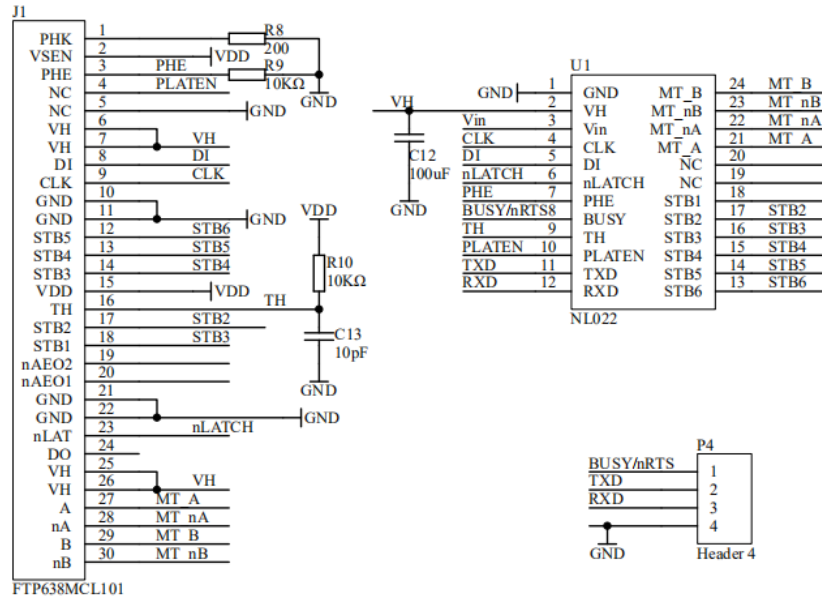 J1
PHK 1 R8
200
VSEN 2 VDD
PHE 3 PHE R9
10KΩ
NC 4 PLATEN
GND
NC 5 GND
VH 6
VH 7 VH
DI 8 DI
CLK 9 CLK
GND 10
GND 11 GND
STB5 12 STB6
STB4 13 STB5
STB3 14 STB4
VDD 15 VDD
TH 16 TH
STB2 17 STB2
STB1 18 STB3
nAEO2 19
nAEO1 20
GND 21
GND 22 GND
nLAT 23 nLATCH
DO 24
VH 25
VH 26 VH
A 27 MT_A
nA 28 MT_nA
B 29 MT_B
nB 30 MT_nB
FTP638MCL101
VDD
R10
10KΩ
C13
10pF
GND
VH
C12
100uF
GND
U1
GND 1 GND MT_B 24 MT_B
2 VH MT_nB 23 MT_nB
Vin 3 Vin MT_nA 22 MT_nA
CLK 4 CLK MT_A 21 MT_A
DI 5 DI NC 20
nLATCH 6 nLATCH NC 19
PHE 7 PHE STB1 18
BUSY/nRTS 8 BUSY STB2 17 STB2
TH 9 TH STB3 16 STB3
PLATEN 10 PLATEN STB4 15 STB4
TXD 11 TXD STB5 14 STB5
RXD 12 RXD STB6 13 STB6
NL022
P4
BUSY/nRTS 1
TXD 2
RXD 3
4
GND
Header 4